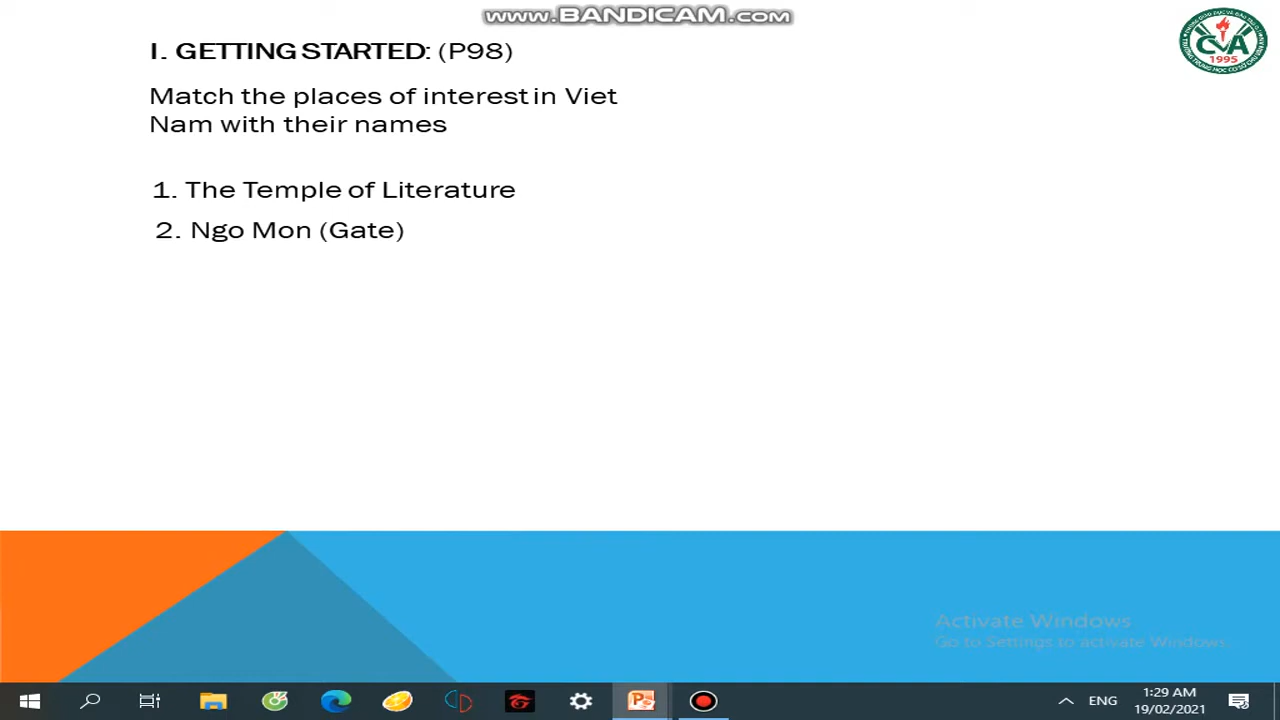 www.BANDICAM.com
I. GETTING STARTED: (P98)
CVA
1995
Match the places of interest in Viet
Nam with their names
1. The Temple of Literature
2. Ngo Mon (Gate)
Activate Windows
Go to Settings to activate Windows.
ENG
1:29 AM
19/02/2021